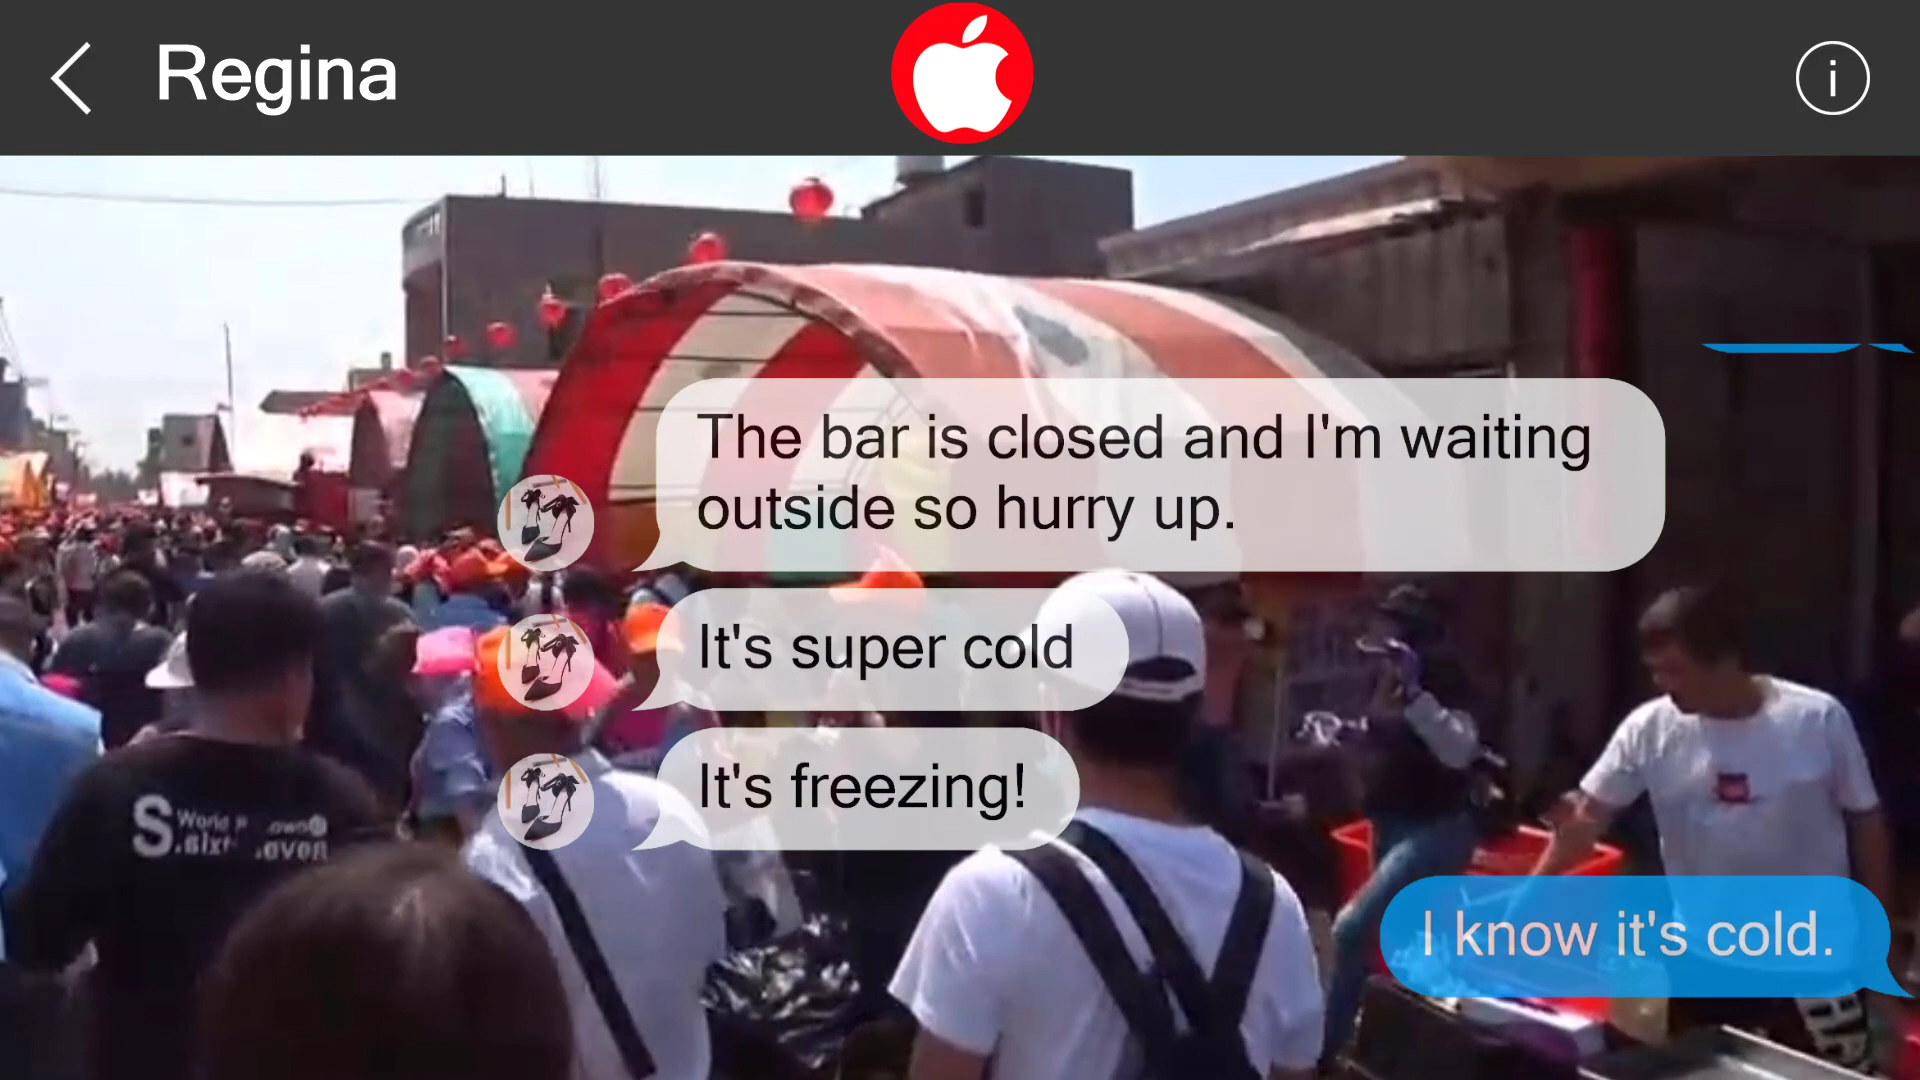 Regina
The bar is closed and I'm waiting
outside so hurry up.
It's super cold
It's freezing!
I know it's cold.
S World